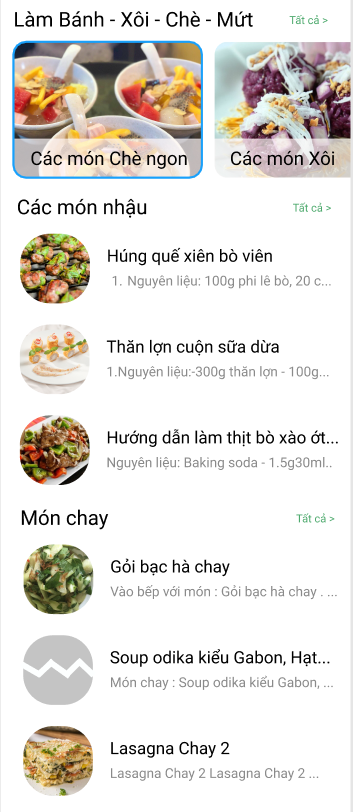 Làm Bánh - Xôi - Chè - Mứt
Tất cả >
Các món Chè ngon
Các món Xôi
Các món nhậu
Tất cả >
Húng quế xiên bò viên
1. Nguyên liệu: 100g phi lê bò, 20 c...
Thăn lợn cuộn sữa dừa
1.Nguyên liệu:-300g thăn lợn - 100g...
Hướng dẫn làm thịt bò xào ớt...
Nguyên liệu: Baking soda - 1.5g30ml..
Món chay
Tất cả >
Gỏi bạc hà chay
Vào bếp với món : Gỏi bạc hà chay . ...
Soup odika kiểu Gabon, Hạt...
Món chay : Soup odika kiểu Gabon, ...
Lasagna Chay 2
Lasagna Chay 2 Lasagna Chay 2 ...